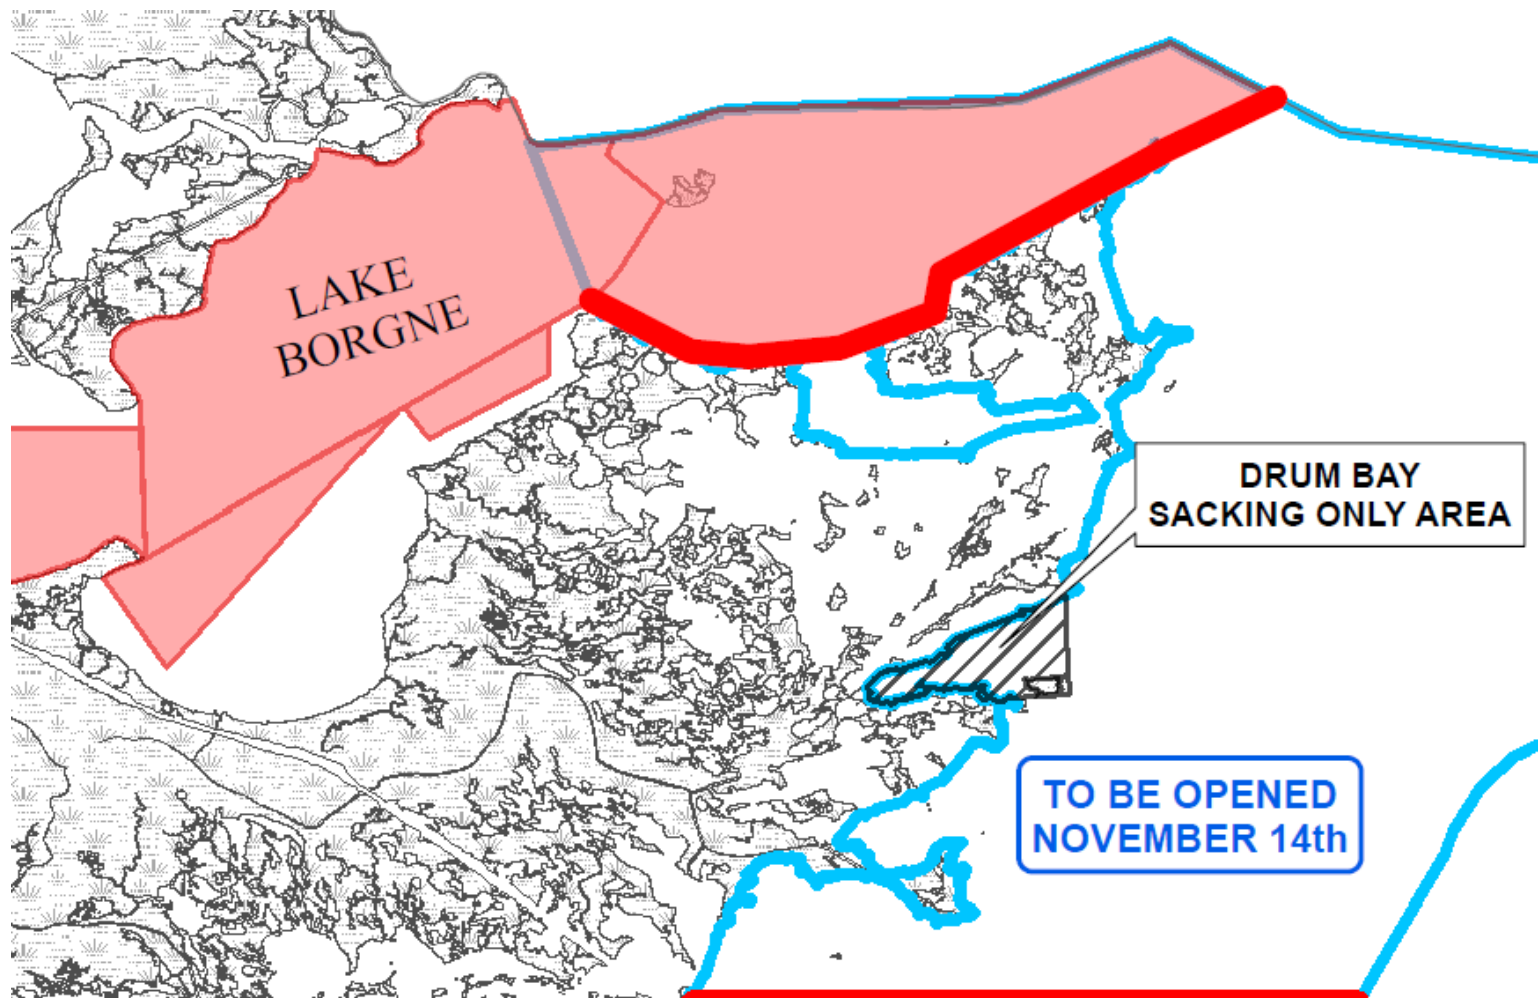 LAKE
BORGNE
DRUM BAY
SACKING ONLY AREA
TO BE OPENED
NOVEMBER 14th